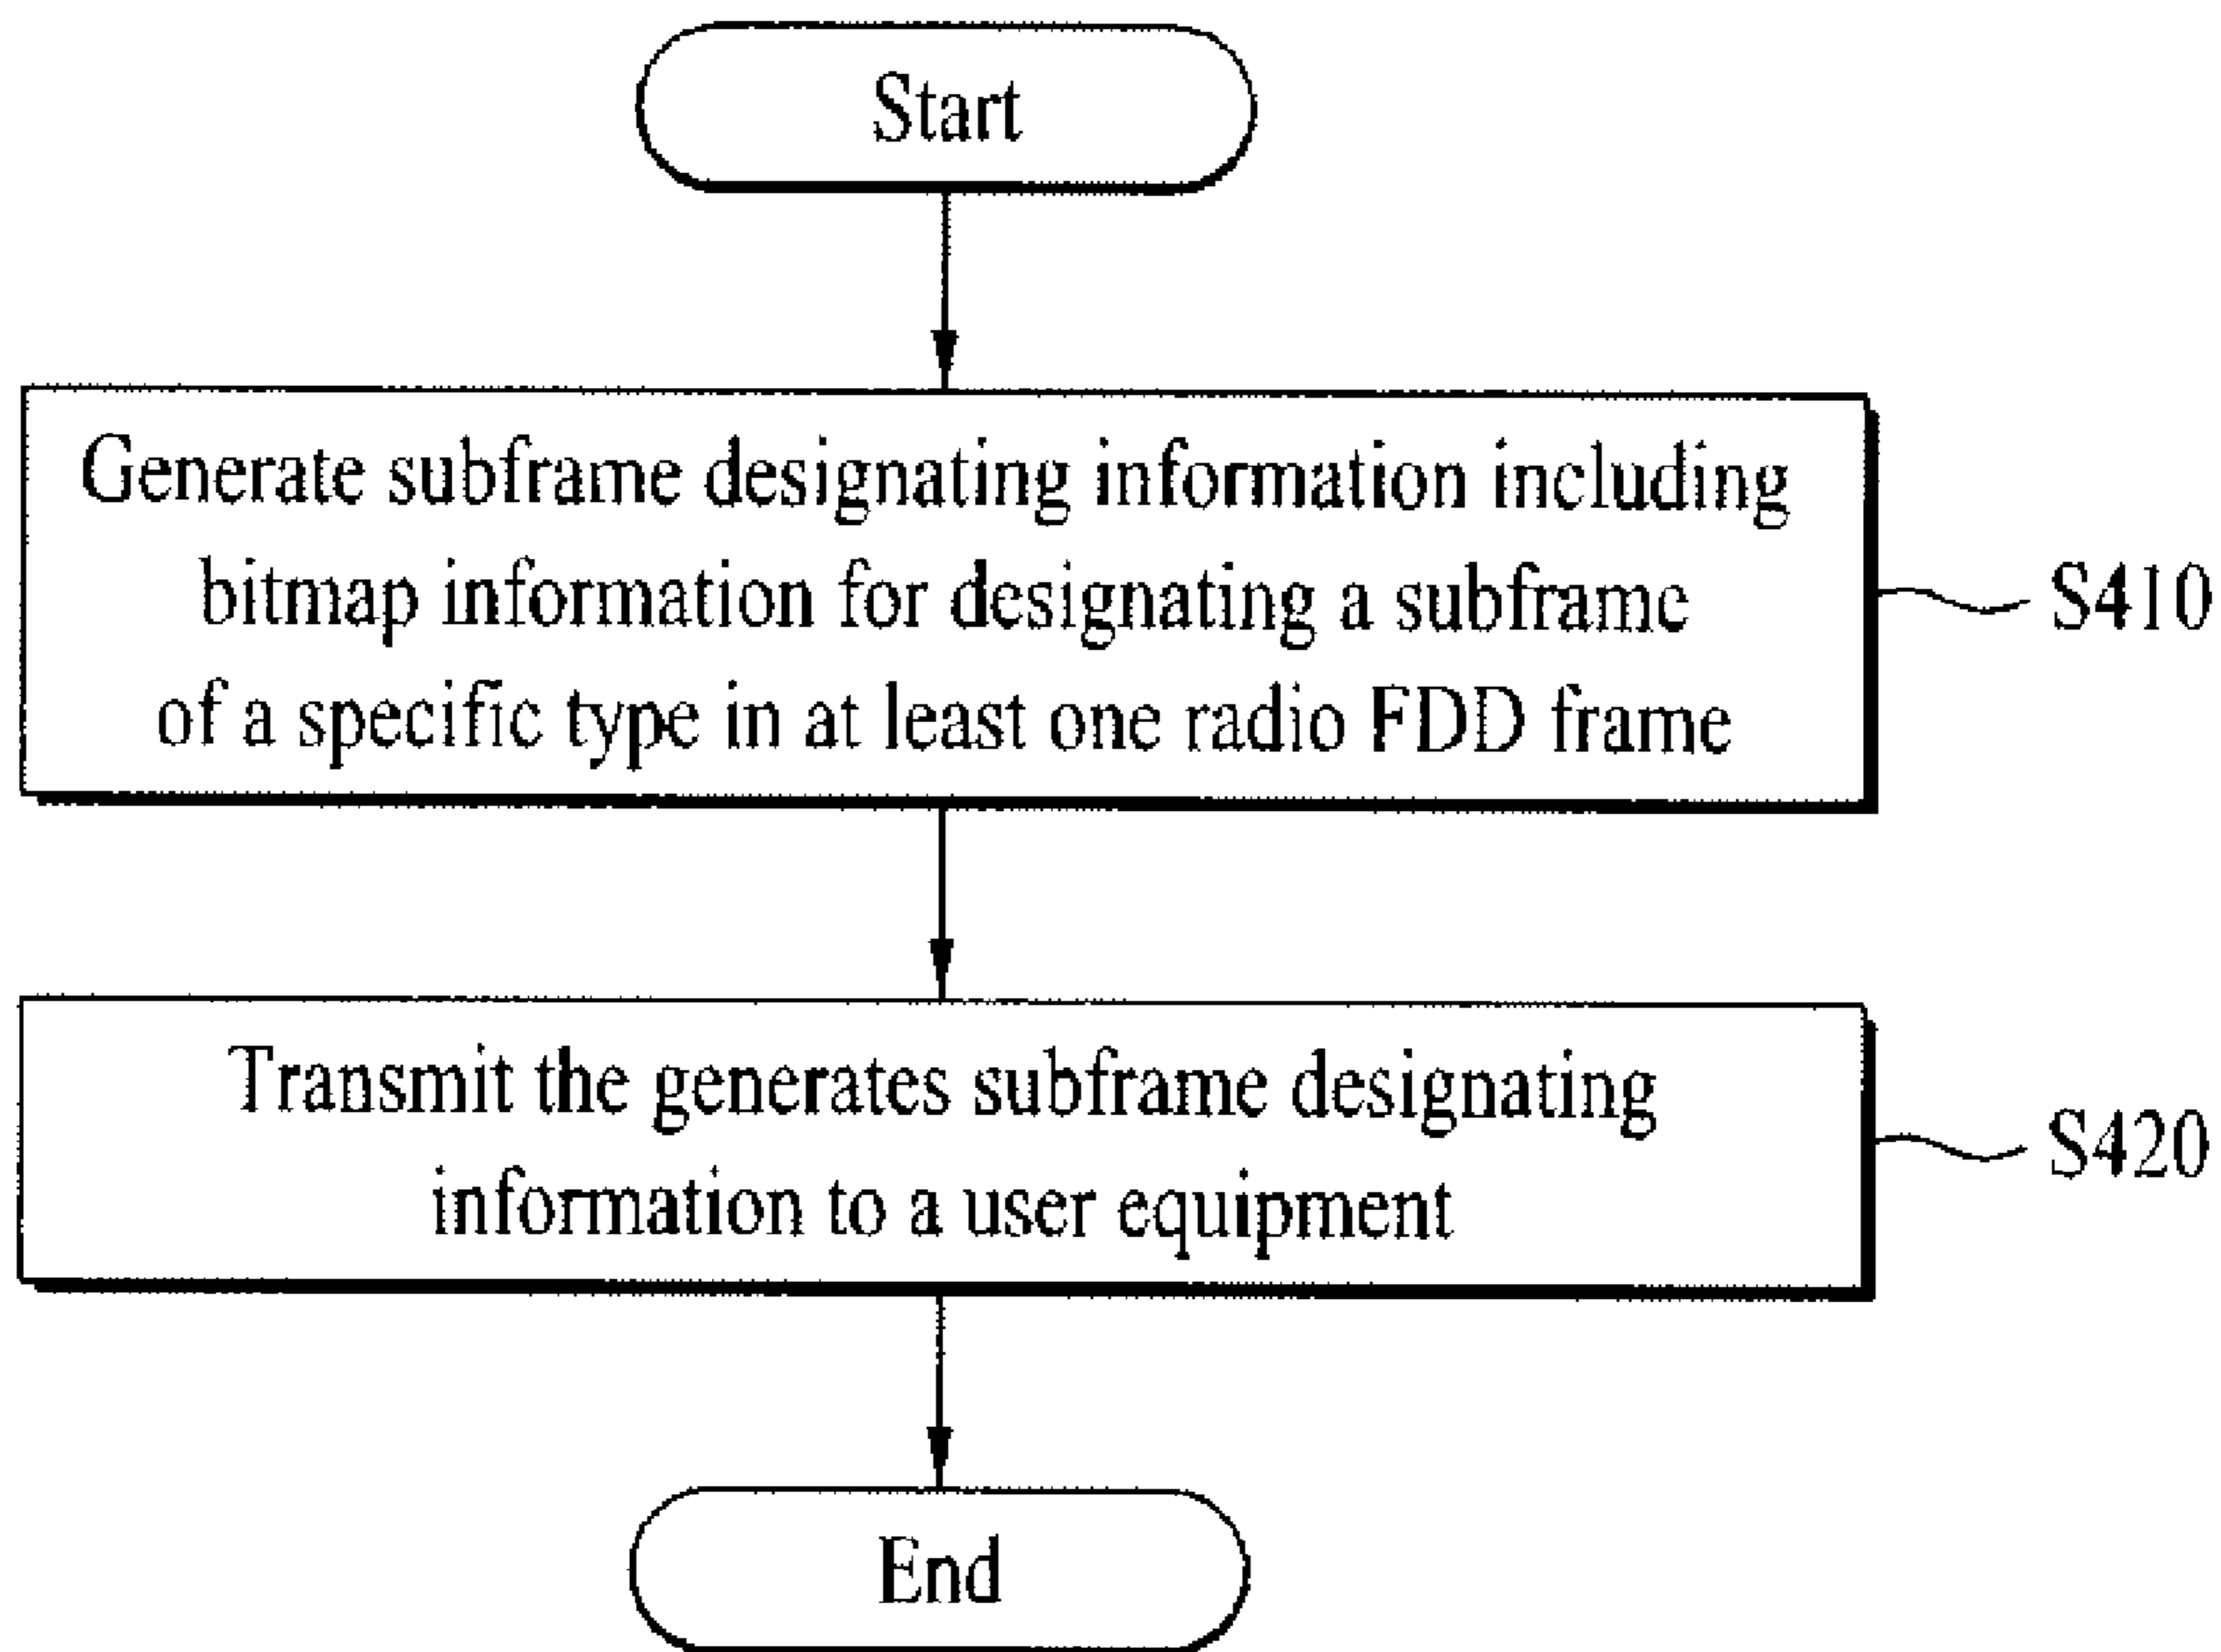 Start
Generate subframe designating information including
bitmap information for designating a subframe
of a specific type in at least one radio FDD frame
S410
Transmit the generates subframe designating
information to a user equipment
S420
End